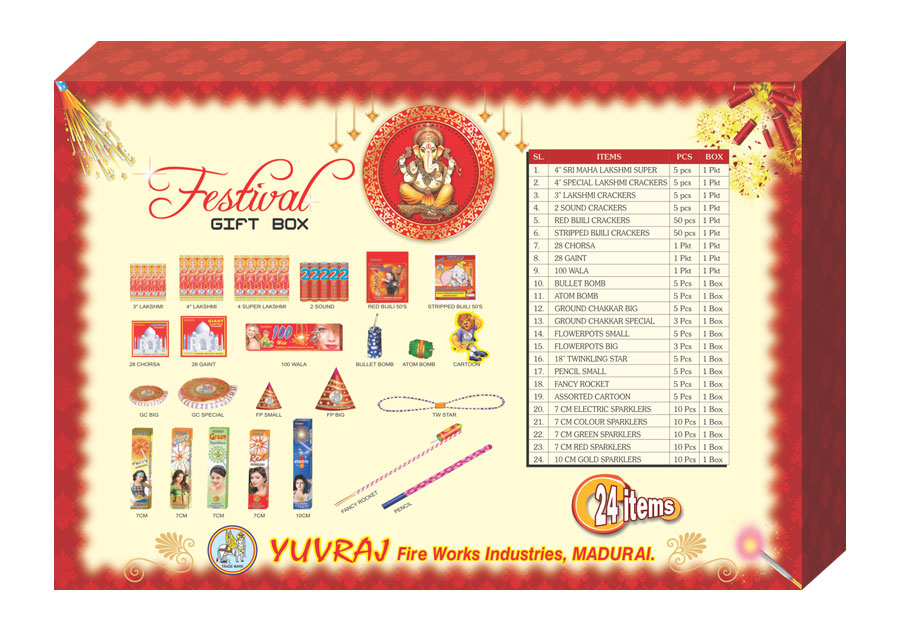 Festival
GIFT BOX
3" LAKSHMI
4" LAKSHMI
4 SUPER LAKSHMI
2 SOUND
RED BIJILI 50'S
STRIPPED BIJILI 50'S
22222
28 CHORSA
28 GAINT
100 WALA
BULLET BOMB
ATOM BOMB
CARTOON
GIANT
100
GC BIG
GC SPECIAL
FP SMALL
FP BIG
TW STAR
Green
7CM
7CM
7CM
7CM
10CM
FANCY ROCKET
PENCIL
SL. ITEMS PCS BOX
1. 4" SRI MAHA LAKSHMI SUPER 5 pcs 1 Pkt
2. 4" SPECIAL LAKSHMI CRACKERS 5 pcs 1 Pkt
3. 3" LAKSHMI CRACKERS 5 pcs 1 Pkt
4. 2 SOUND CRACKERS 5 pcs 1 Pkt
5. RED BIJILI CRACKERS 50 pcs 1 Pkt
6. STRIPPED BIJILI CRACKERS 50 pcs 1 Pkt
7. 28 CHORSA 1 Pkt 1 Pkt
8. 28 GAINT 1 Pkt 1 Pkt
9. 100 WALA 1 Pkt 1 Pkt
10. BULLET BOMB 5 Pcs 1 Box
11. ATOM BOMB 5 Pcs 1 Box
12. GROUND CHAKKAR BIG 5 Pcs 1 Box
13. GROUND CHAKKAR SPECIAL 3 Pcs 1 Box
14. FLOWERPOTS SMALL 5 Pcs 1 Box
15. FLOWERPOTS BIG 3 Pcs 1 Box
16. 18" TWINKLING STAR 5 Pcs 1 Box
17. PENCIL SMALL 5 Pcs 1 Box
18. FANCY ROCKET 5 Pcs 1 Box
19. ASSORTED CARTOON 5 Pcs 1 Box
20. 7 CM ELECTRIC SPARKLERS 10 Pcs 1 Box
21. 7 CM COLOUR SPARKLERS 10 Pcs 1 Box
22. 7 CM GREEN SPARKLERS 10 Pcs 1 Box
23. 7 CM RED SPARKLERS 10 Pcs 1 Box
24. 10 CM GOLD SPARKLERS 10 Pcs 1 Box
24 items
TRADE MARK
YUVRAJ Fire Works Industries, MADURAI.